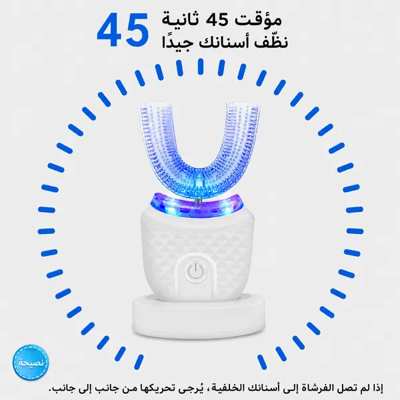 مؤقت 45 ثانية
نظّف أسنانك جيدًا
45
نصيحة
إذا لم تصل الفرشاة إلى أسنانك الخلفية، يُرجى تحريكها من جانب إلى جانب.